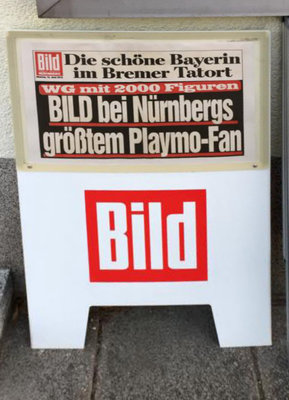 Bild
Die schöne Bayerin
im Bremer Tatort
WG mit 2000 Figuren
BILD bei Nürnbergs
größtem Playmo-Fan
Bild